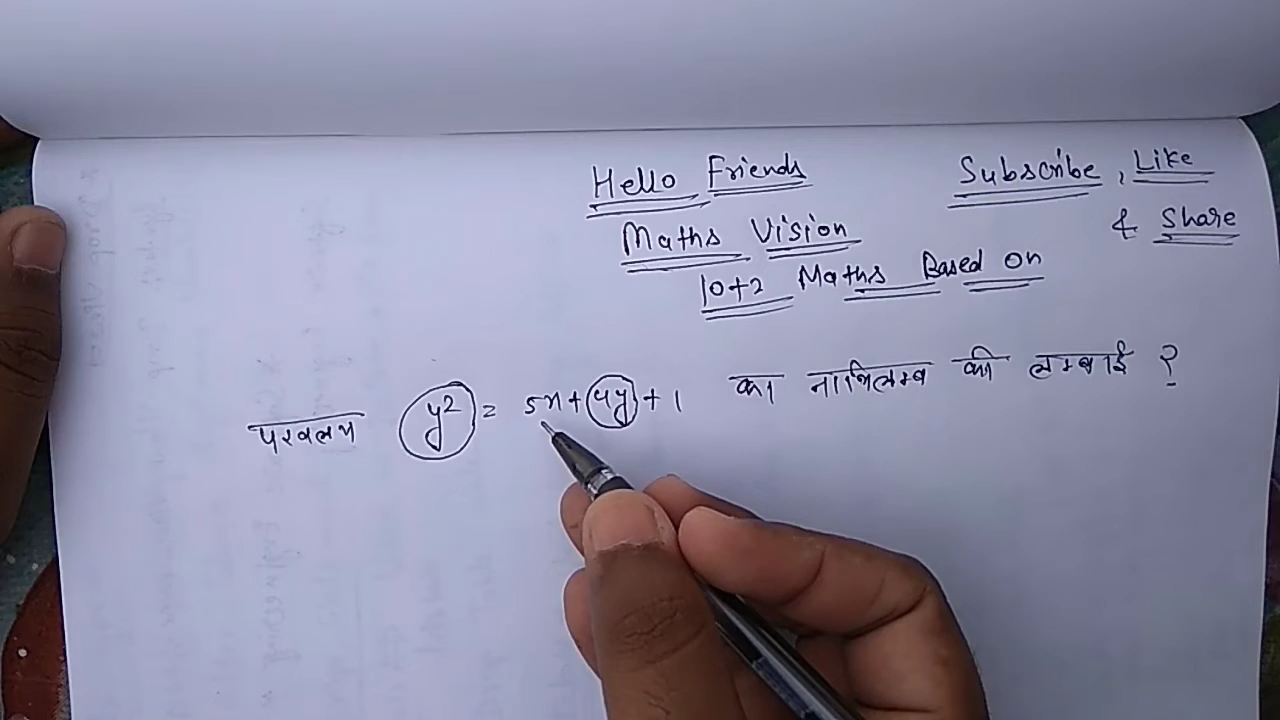 Hello Friends
Subscribe, Like
& Share
Maths Vision
10+2 Maths Based on
परवलय y² = 5x + 4y + 1 का नाभिलम्ब की लम्बाई ?